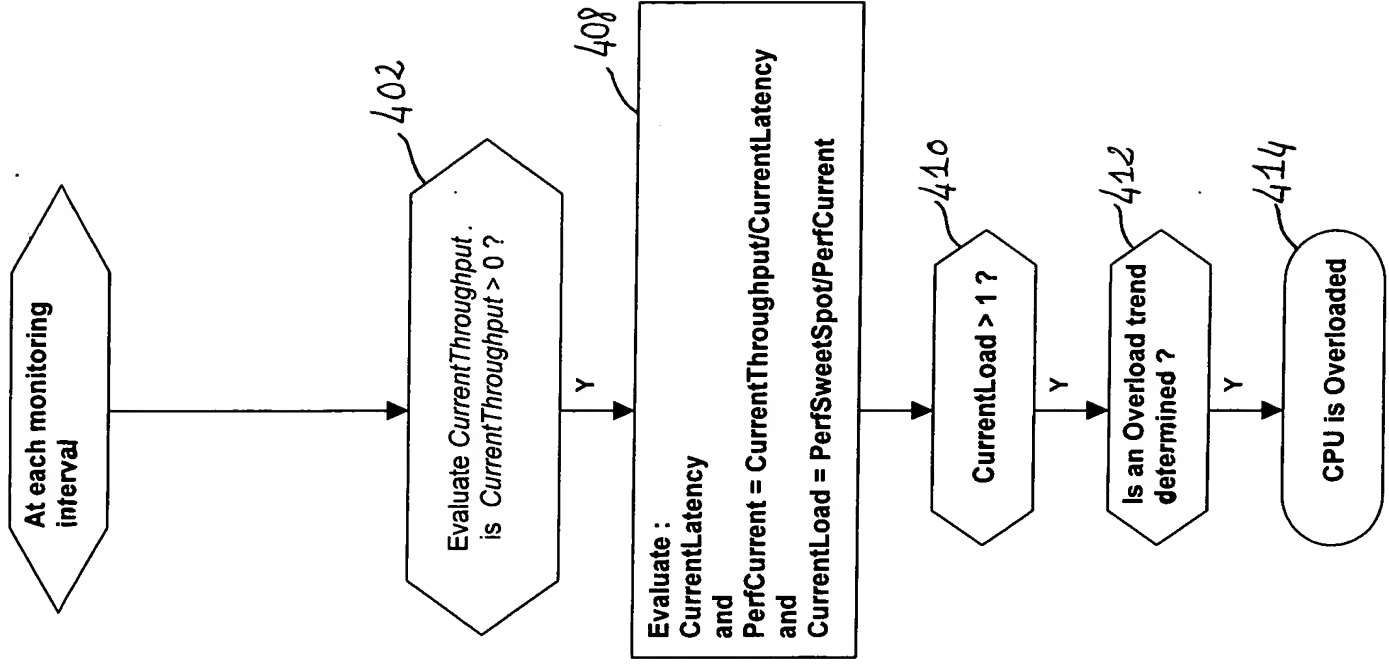 At each monitoring
interval
402
Evaluate CurrentThroughput .
is CurrentThroughput > 0 ?
Y
408
Evaluate :
CurrentLatency
and
PerfCurrent = CurrentThroughput/CurrentLatency
and
CurrentLoad = PerfSweetSpot/PerfCurrent
410
CurrentLoad > 1 ?
Y
412
Is an Overload trend
determined ?
Y
414
CPU is Overloaded